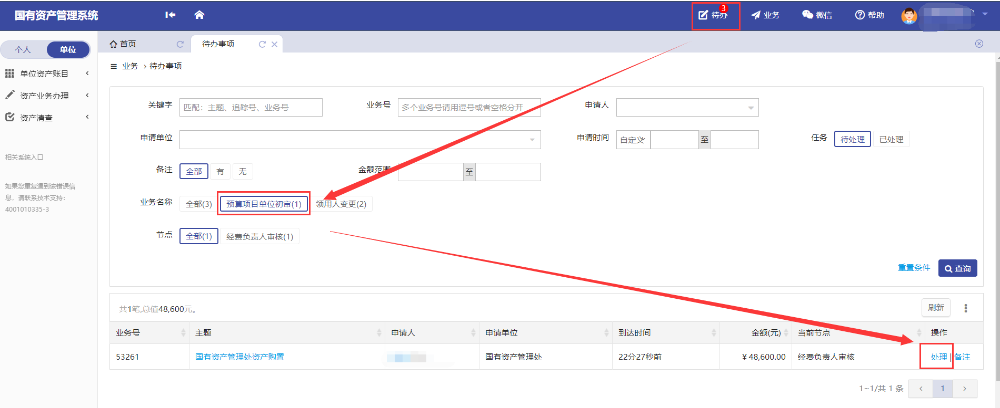 国有资产管理系统
待办
3
业务
微信
帮助
个人
单位
首页
待办事项
单位资产账目
资产业务办理
资产清查
相关系统入口
如果您重复遇到该错误信
息，请联系技术支持：
4001010335-3
业务 > 待办事项
关键字
匹配：主题、追踪号、业务号
业务号
多个业务号请用逗号或者空格分开
申请人
申请单位
申请时间
自定义
至
任务
待处理
已处理
备注
全部
有
无
金额范围
至
业务名称
全部(3)
预算项目单位初审(1)
领用人变更(2)
节点
全部(1)
经费负责人审核(1)
重置条件
查询
共1笔,总值48,600元。
刷新
业务号 主题 申请人 申请单位 到达时间 金额(元) 当前节点 操作
53261 国有资产管理处资产购置 国有资产管理处 22分27秒前 ¥ 48,600.00 经费负责人审核 处理 | 备注
1~1/共 1 条
< 1 >